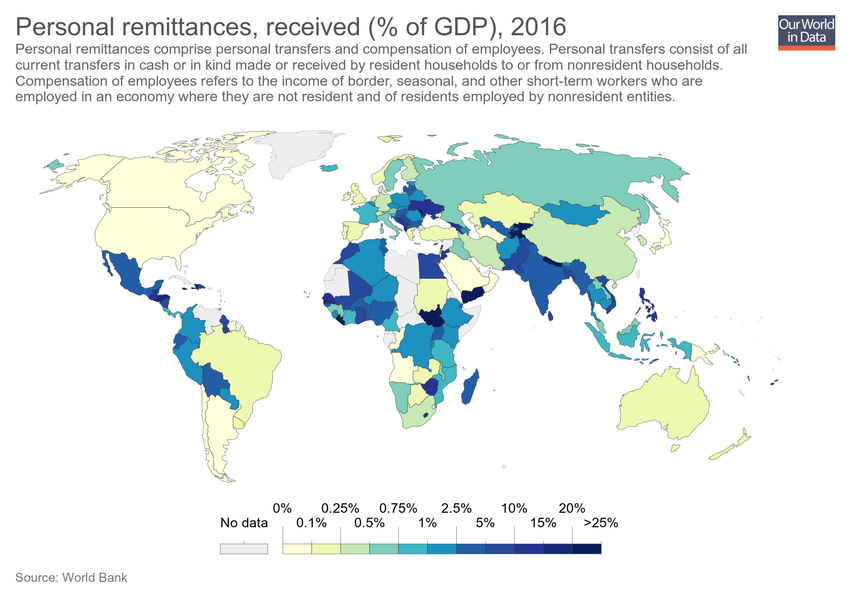 Personal remittances, received (% of GDP), 2016
Our World
in Data
Personal remittances comprise personal transfers and compensation of employees. Personal transfers consist of all
current transfers in cash or in kind made or received by resident households to or from nonresident households.
Compensation of employees refers to the income of border, seasonal, and other short-term workers who are
employed in an economy where they are not resident and of residents employed by nonresident entities.
0% 0.25% 0.75% 2.5% 10% 20%
No data 0.1% 0.5% 1% 5% 15% >25%
Source: World Bank